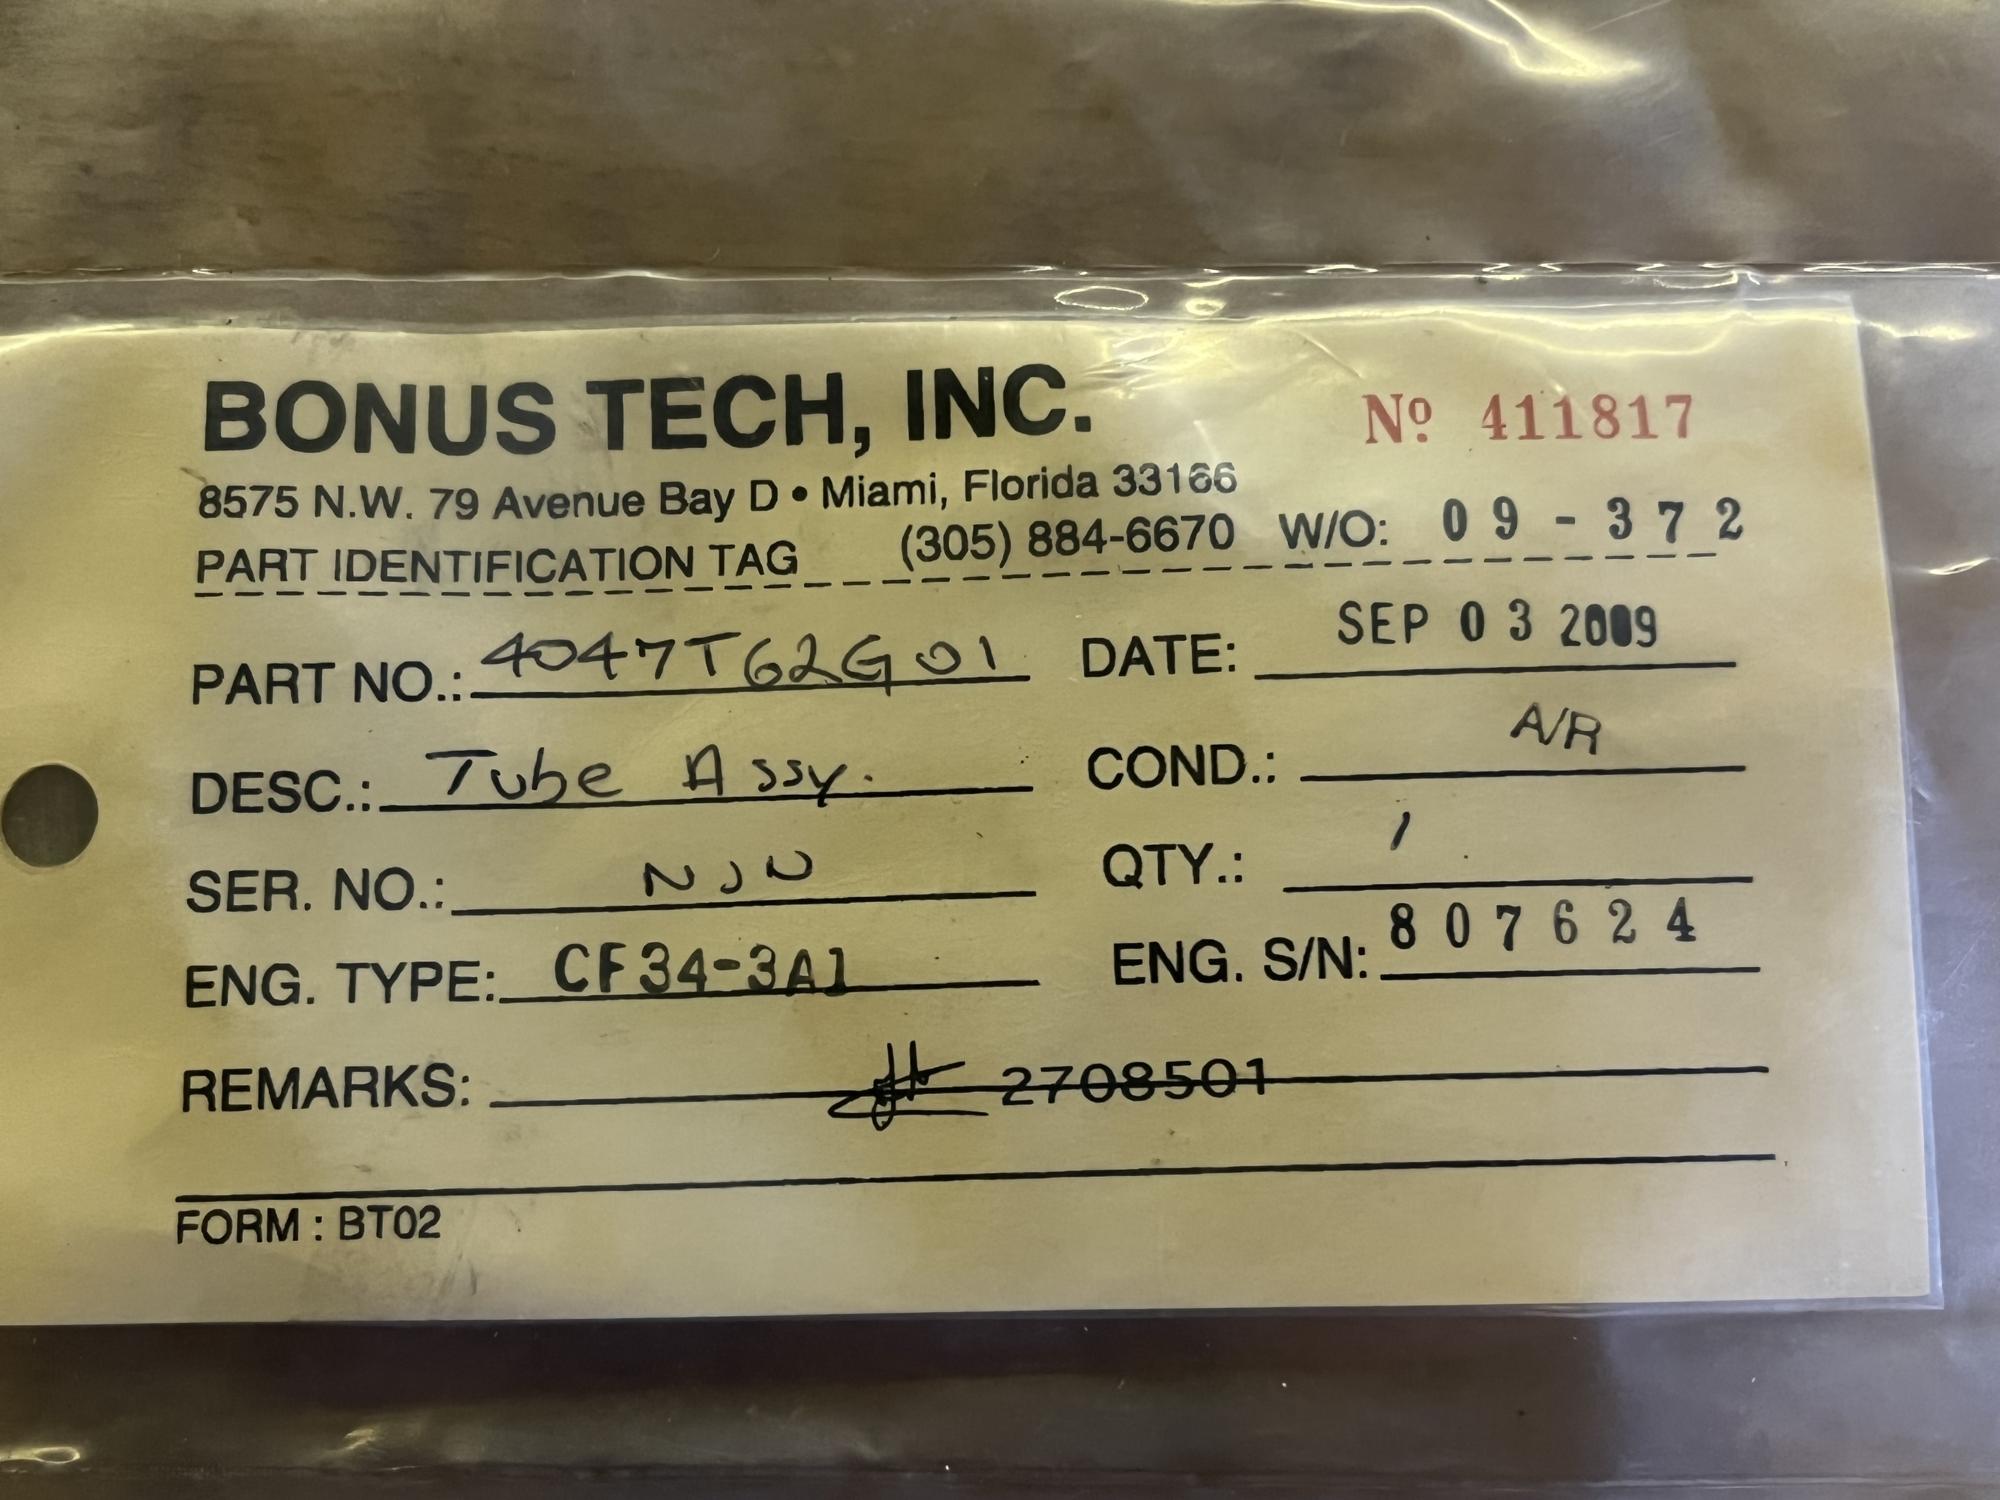 BONUS TECH, INC.
Nº 411817
8575 N.W. 79 Avenue Bay D • Miami, Florida 33166
PART IDENTIFICATION TAG (305) 884-6670 W/O: 09-372
PART NO.: 4047T62G01 DATE: SEP 03 2009
DESC.: Tube Assy. COND.: A/R
SER. NO.: QTY.: 1
ENG. TYPE: CF34-3A1 ENG. S/N: 807624
REMARKS: 2708501
FORM : BT02